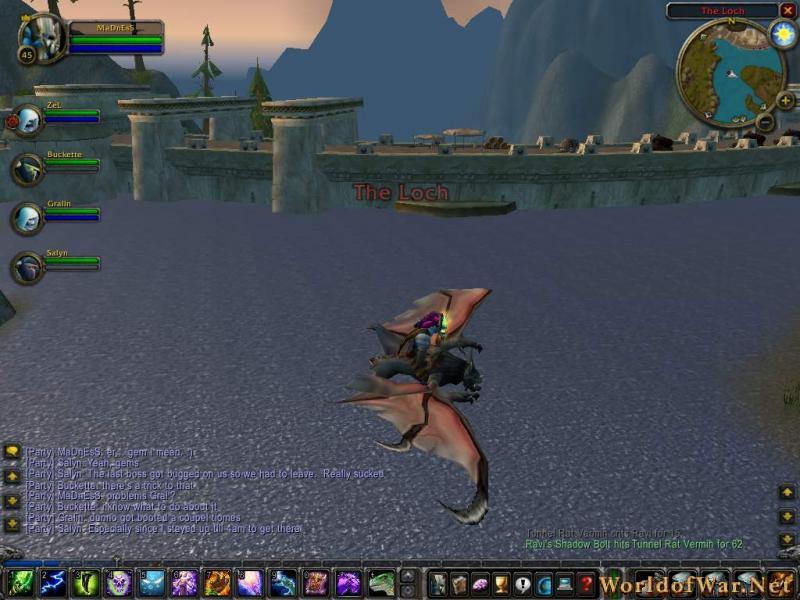 The Loch
N
MaDnEsS
45
ZeL
Buckette
Gralin
Salyn
The Loch
[Party] MaDnEsS: er... gem I mean. :)
[Party] Salyn: Yeah, gems
[Party] Salyn: The last boss got bugged on us so we had to leave. Really sucked
[Party] Buckette: there's a trick to that
[Party] MaDnEsS: problems Gral?
[Party] Buckette: i know what to do about it
[Party] Gralin: dunno got booted a coupel tiomes
[Party] Salyn: Especially since I stayed up till 4am to get there!
Tunnel Rat Vermin crits Ravi for 15.
Ravi's Shadow Bolt hits Tunnel Rat Vermin for 62.
WorldofWar.Net